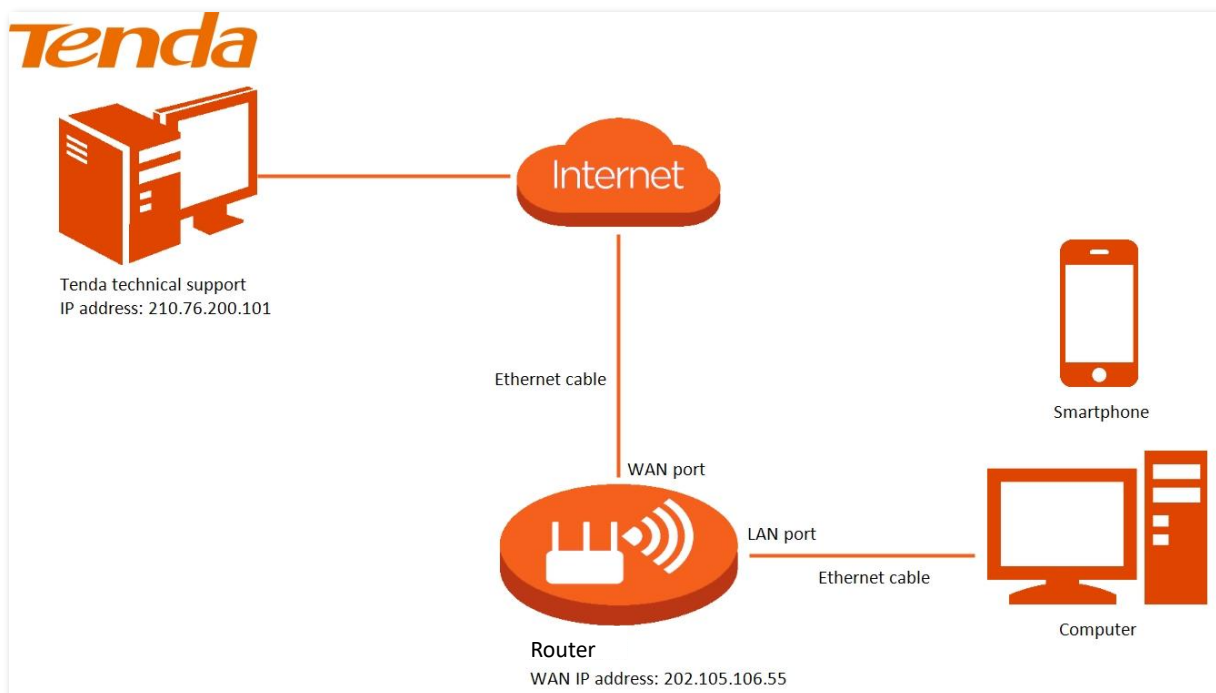 Tenda
Internet
Tenda technical support
IP address: 210.76.200.101
Ethernet cable
Smartphone
WAN port
LAN port
Ethernet cable
Computer
Router
WAN IP address: 202.105.106.55